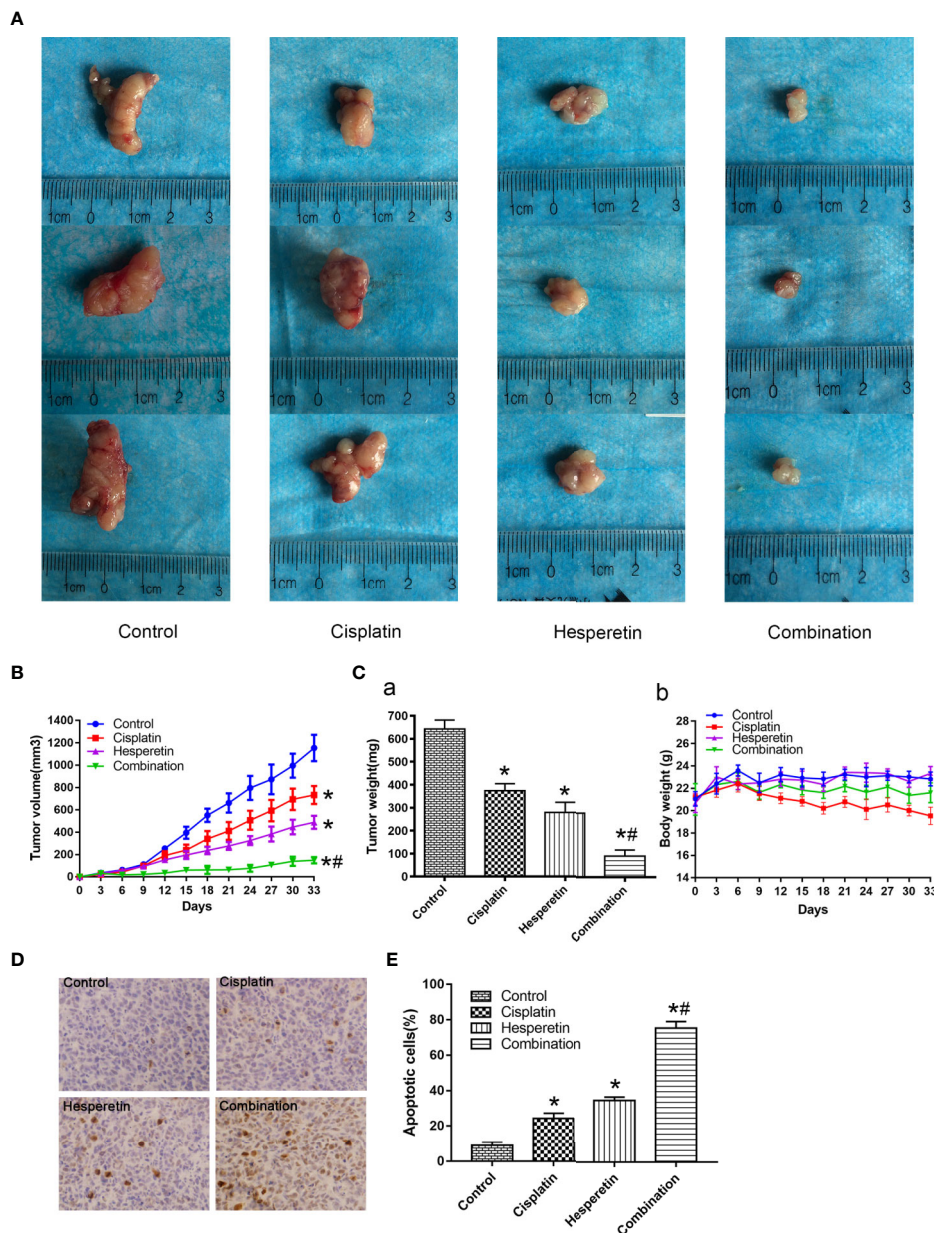 A
1cm 0 1cm 2 3
1cm 0 1cm 2 3
1cm 0 1cm 2 3
1cm 0 1cm 2 3
1cm 0 1cm 2 3
1cm 0 1cm 2 3
1cm 0 1cm 2 3
1cm 0 1cm 2 3
1cm 0 1cm 2 3
1cm 0 1cm 2 3
1cm 0 1cm 2 3
1cm 0 1cm 2 3
Control Cisplatin Hesperetin Combination
B
Tumor volume(mm3)
1400
1200
1000
800
600
400
200
0
Control
Cisplatin
Hesperetin
Combination
*
*
*#
0 3 6 9 12 15 18 21 24 27 30 33
Days
C
a
Tumor weight(mg)
700
600
500
400
300
200
100
0
*
*
*#
Control Cisplatin Hesperetin Combination
b
Control
Cisplatin
Hesperetin
Combination
Body weight (g)
28
26
24
22
20
18
16
14
0 3 6 9 12 15 18 21 24 27 30 33
Days
D
Control Cisplatin
Hesperetin Combination
E
Apoptotic cells(%)
100
80
60
40
20
0
Control
Cisplatin
Hesperetin
Combination
*
*
*#
Control Cisplatin Hesperetin Combination